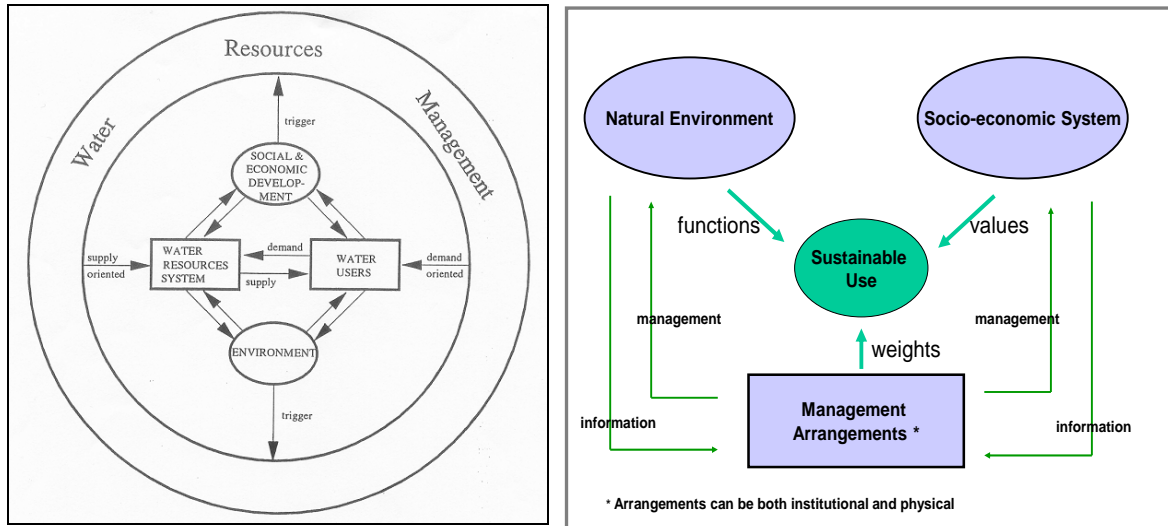 Resources
Water
Management
trigger
SOCIAL &
ECONOMIC
DEVELOP-
MENT
supply
oriented
WATER
RESOURCES
SYSTEM
demand
supply
WATER
USERS
demand
oriented
ENVIRONMENT
trigger
Natural Environment
Socio-economic System
functions
values
Sustainable
Use
management
management
weights
Management
Arrangements *
information
information
* Arrangements can be both institutional and physical